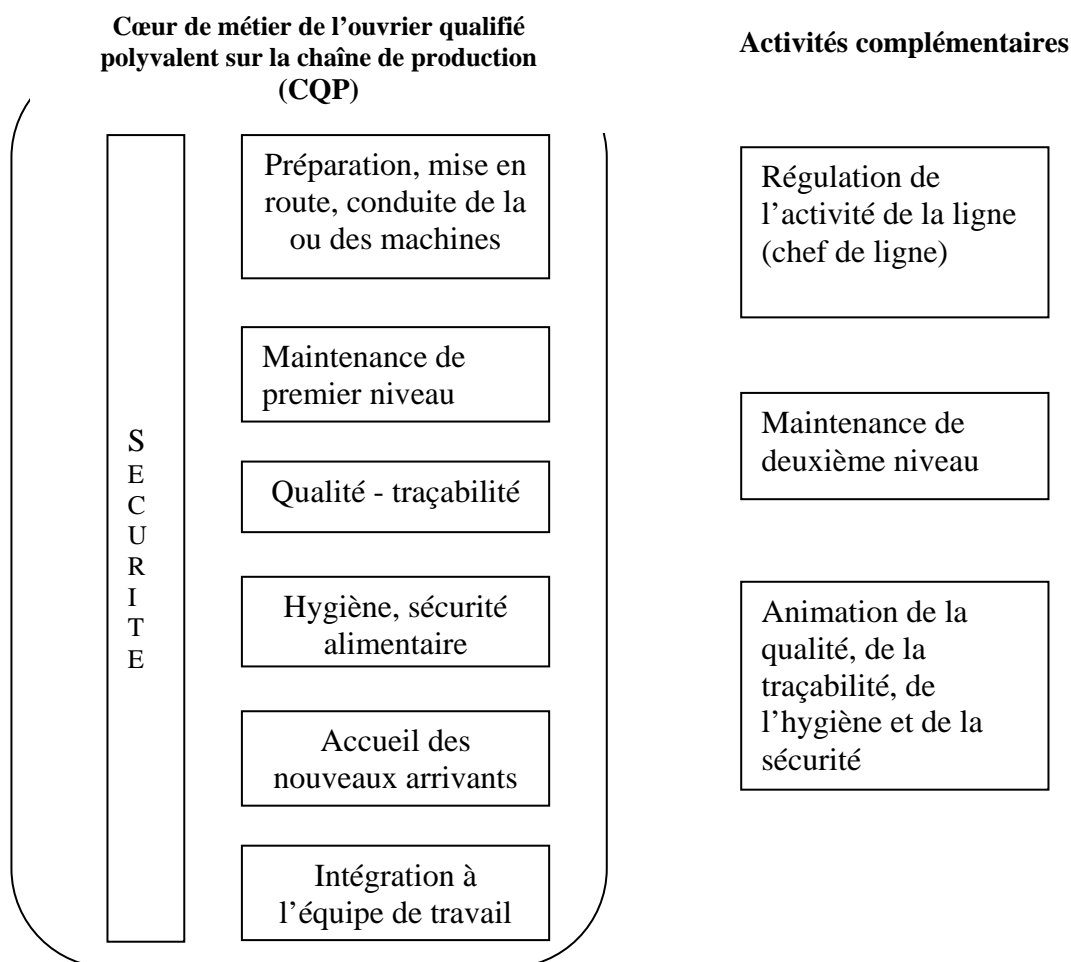 Cœur de métier de l’ouvrier qualifié
polyvalent sur la chaîne de production
(CQP)
Activités complémentaires
S
E
C
U
R
I
T
E
Préparation, mise en
route, conduite de la
ou des machines
Maintenance de
premier niveau
Qualité - traçabilité
Hygiène, sécurité
alimentaire
Accueil des
nouveaux arrivants
Intégration à
l’équipe de travail
Régulation de
l’activité de la ligne
(chef de ligne)
Maintenance de
deuxième niveau
Animation de la
qualité, de la
traçabilité, de
l’hygiène et de la
sécurité